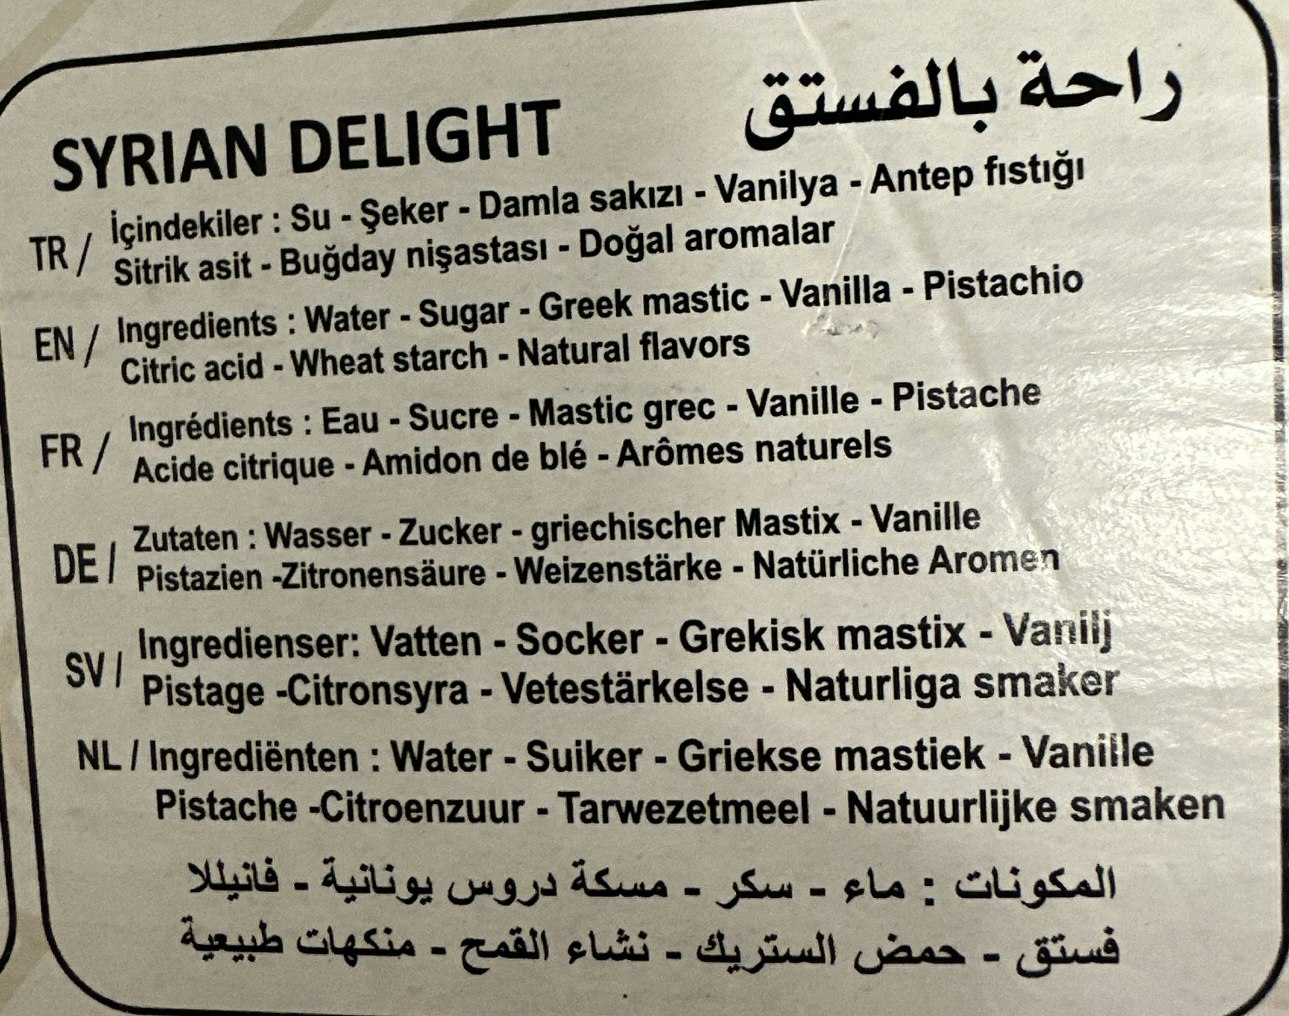 SYRIAN DELIGHT
راحة بالفستق
TR / İçindekiler : Su - Şeker - Damla sakızı - Vanilya - Antep fıstığı
Sitrik asit - Buğday nişastası - Doğal aromalar
EN / Ingredients : Water - Sugar - Greek mastic - Vanilla - Pistachio
Citric acid - Wheat starch - Natural flavors
FR / Ingrédients : Eau - Sucre - Mastic grec - Vanille - Pistache
Acide citrique - Amidon de blé - Arômes naturels
DE / Zutaten : Wasser - Zucker - griechischer Mastix - Vanille
Pistazien -Zitronensäure - Weizenstärke - Natürliche Aromen
SV / Ingredienser: Vatten - Socker - Grekisk mastix - Vanilj
Pistage -Citronsyra - Vetestärkelse - Naturliga smaker
NL / Ingrediënten : Water - Suiker - Griekse mastiek - Vanille
Pistache -Citroenzuur - Tarwezetmeel - Natuurlijke smaken
المكونات : ماء - سكر - مسكة دروس يونانية - فانيللا
فستق - حمض الستريك - نشاء القمح - منكهات طبيعية